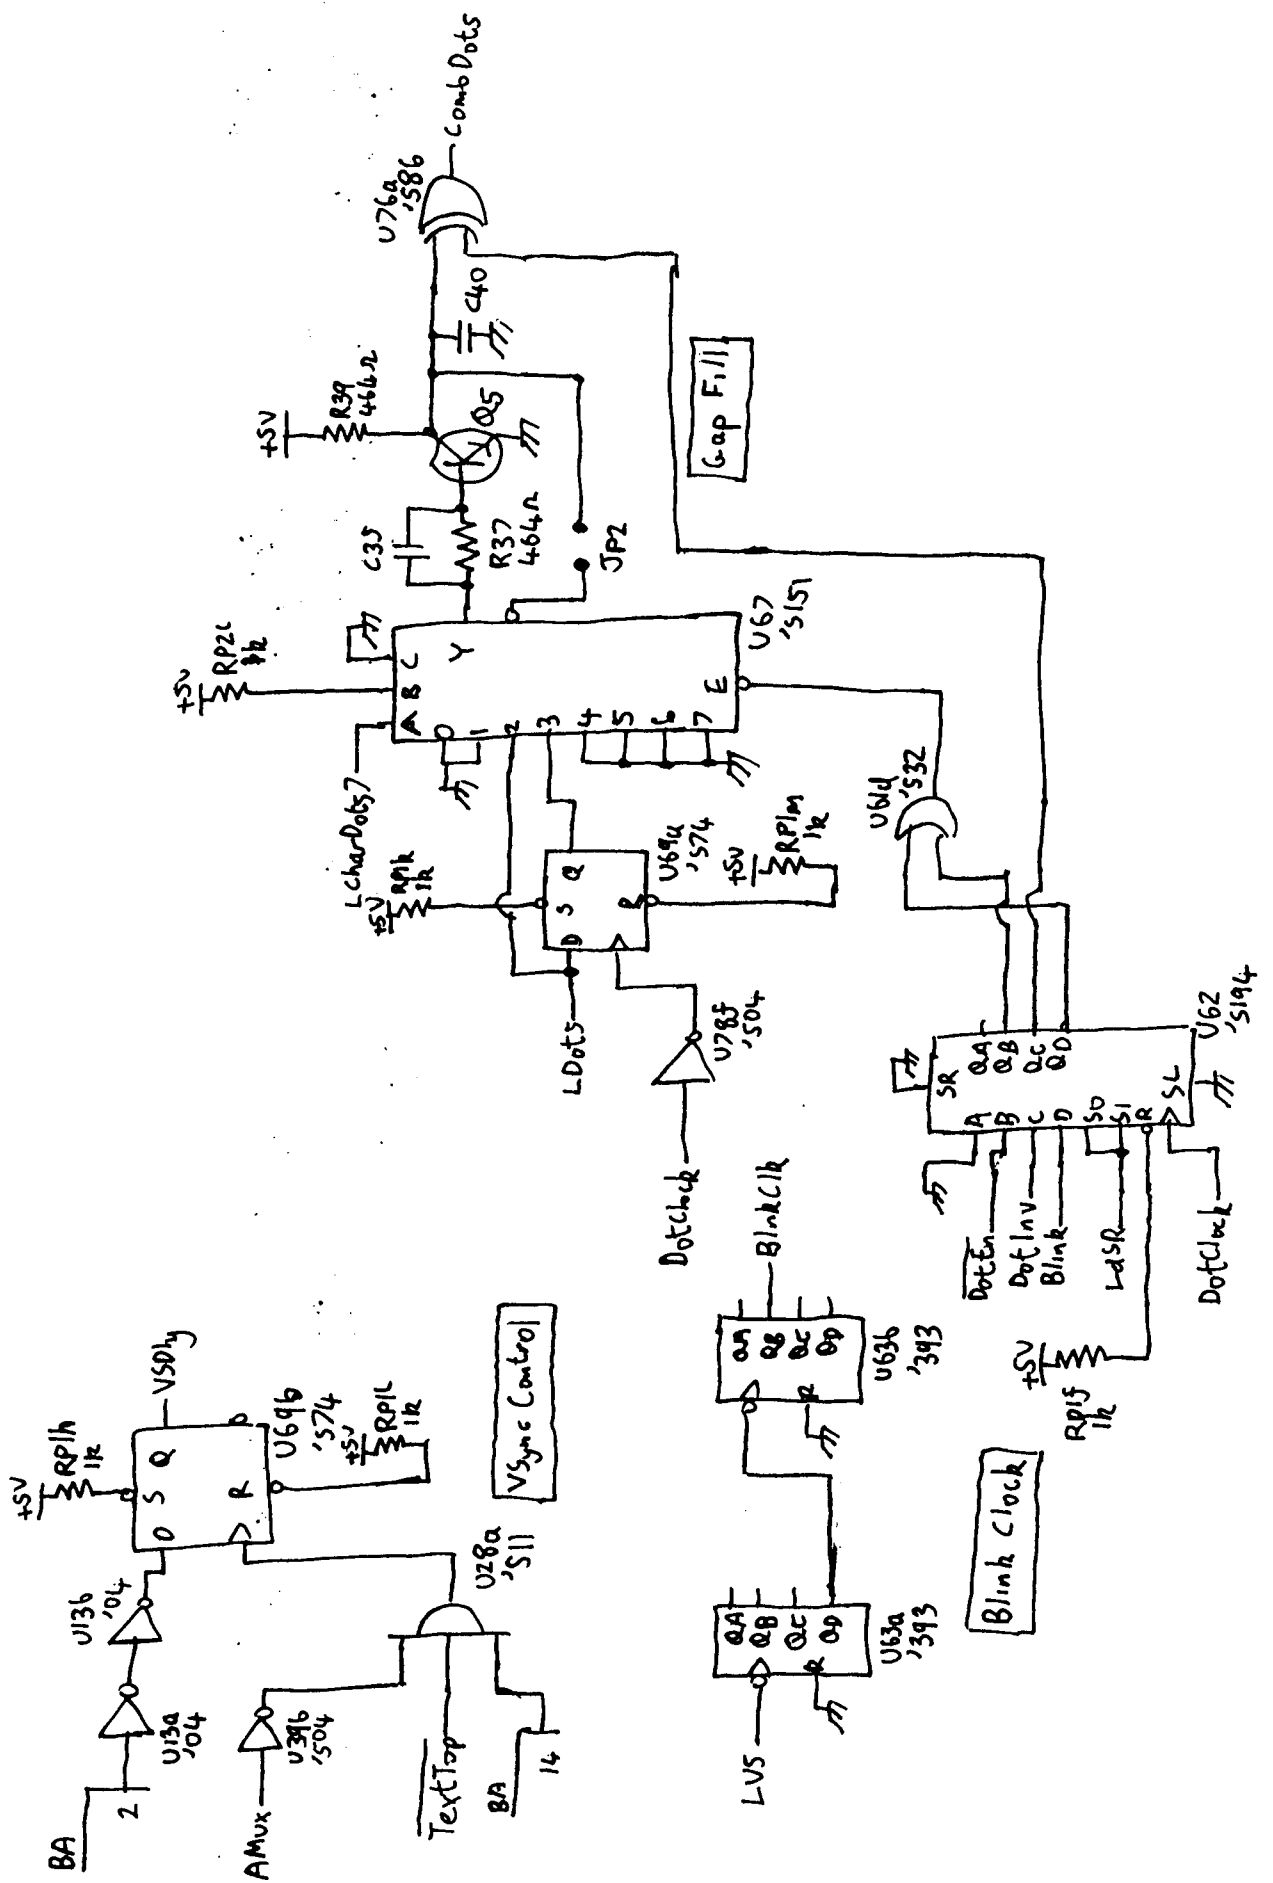 BA
2
U13a
'04
U13b
'04
+5V
RP1h
1k
D
S
Q
R
VSDly
U69b
'S74
+5V
RP1L
1k
AMux
U39b
'S04
TextTop
BA
14
U28a
'S11
VSync Control
LVS
QA
QB
QC
QD
R
U63a
'393
QA
QB
QC
QD
R
BlinkClk
U63b
'393
Blink Clock
LCharDots7
+5V
RP2L
1k
+5V
RP1k
1k
LDots
D
S
Q
R
U69a
'S74
+5V
RP1m
1k
DotClock
U78f
'S04
A
B
C
0
1
2
3
4
5
6
7
Y
E
U67
'S151
C35
R37
464Ω
JP2
+5V
R39
464Ω
Q5
C40
U76a
'S86
CombDots
Gap Fill
DotEn
DotInv
Blink
LdSR
DotClock
+5V
RP1f
1k
SR
A
B
C
D
S0
S1
R
SL
QA
QB
QC
QD
U62
'S194
U61d
'S32